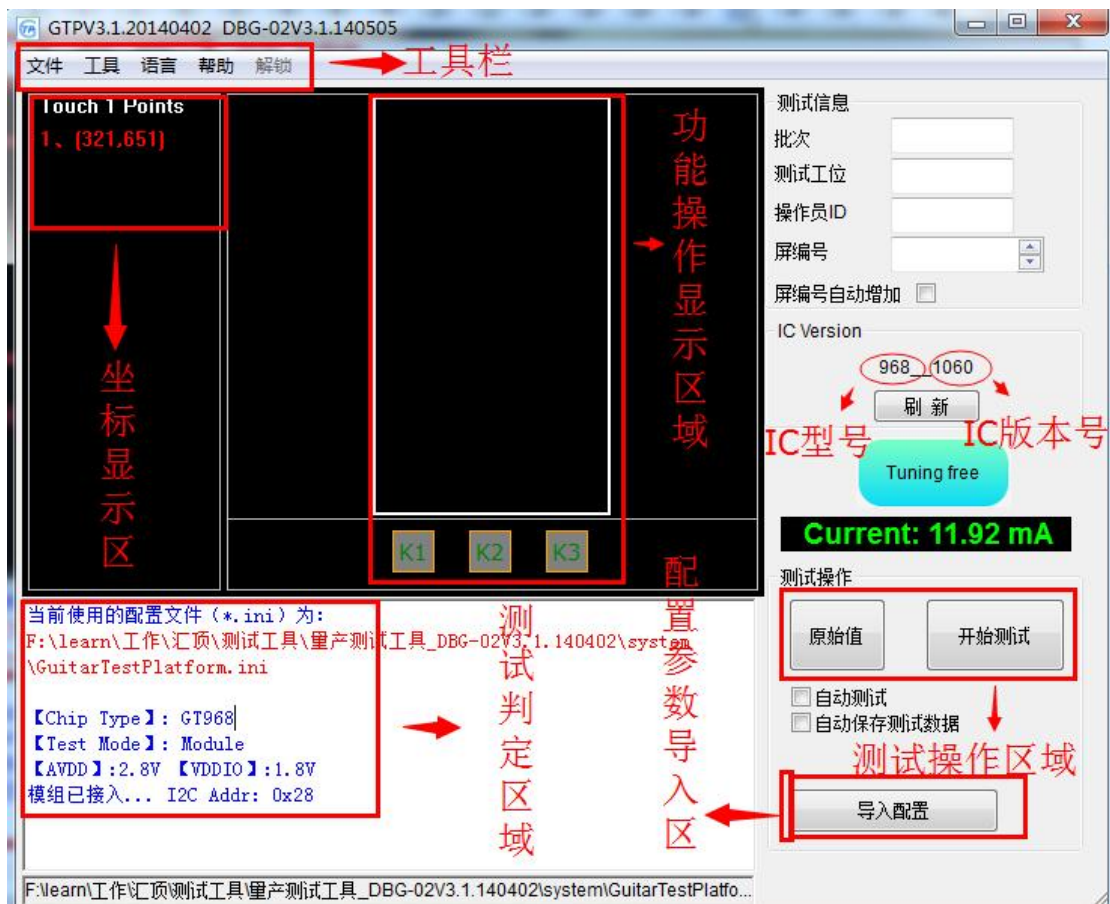 GTPV3.1.20140402 DBG-02V3.1.140505
文件 工具 语言 帮助 解锁
工具栏
Touch 1 Points
1、(321,651)
坐标显示区
功能操作显示区域
K1 K2 K3
测试信息
批次
测试工位
操作员ID
屏编号
屏编号自动增加
IC Version
968__1060
刷新
IC型号
IC版本号
Tuning free
Current: 11.92 mA
测试操作
原始值 开始测试
自动测试
自动保存测试数据
测试操作区域
导入配置
配置参数导入区
当前使用的配置文件（*.ini）为:
F:\learn\工作\汇顶\测试工具\量产测试工具_DBG-02V3.1.140402\system
\GuitarTestPlatform.ini
【Chip Type】: GT968
【Test Mode】: Module
【AVDD】:2.8V 【VDDIO】:1.8V
模组已接入... I2C Addr: 0x28
测试判定区域
F:\learn\工作\汇顶\测试工具\量产测试工具_DBG-02V3.1.140402\system\GuitarTestPlatfo...